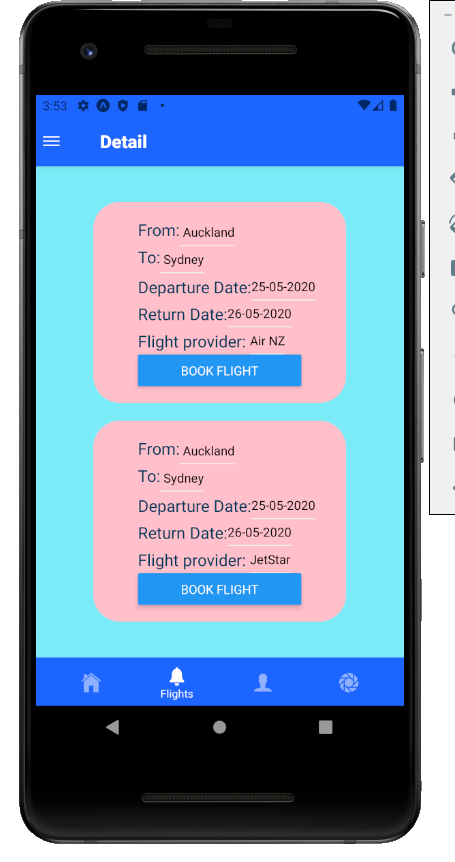 3:53
Detail
From: Auckland
To: Sydney
Departure Date:25-05-2020
Return Date:26-05-2020
Flight provider: Air NZ
BOOK FLIGHT
From: Auckland
To: Sydney
Departure Date:25-05-2020
Return Date:26-05-2020
Flight provider: JetStar
BOOK FLIGHT
Flights